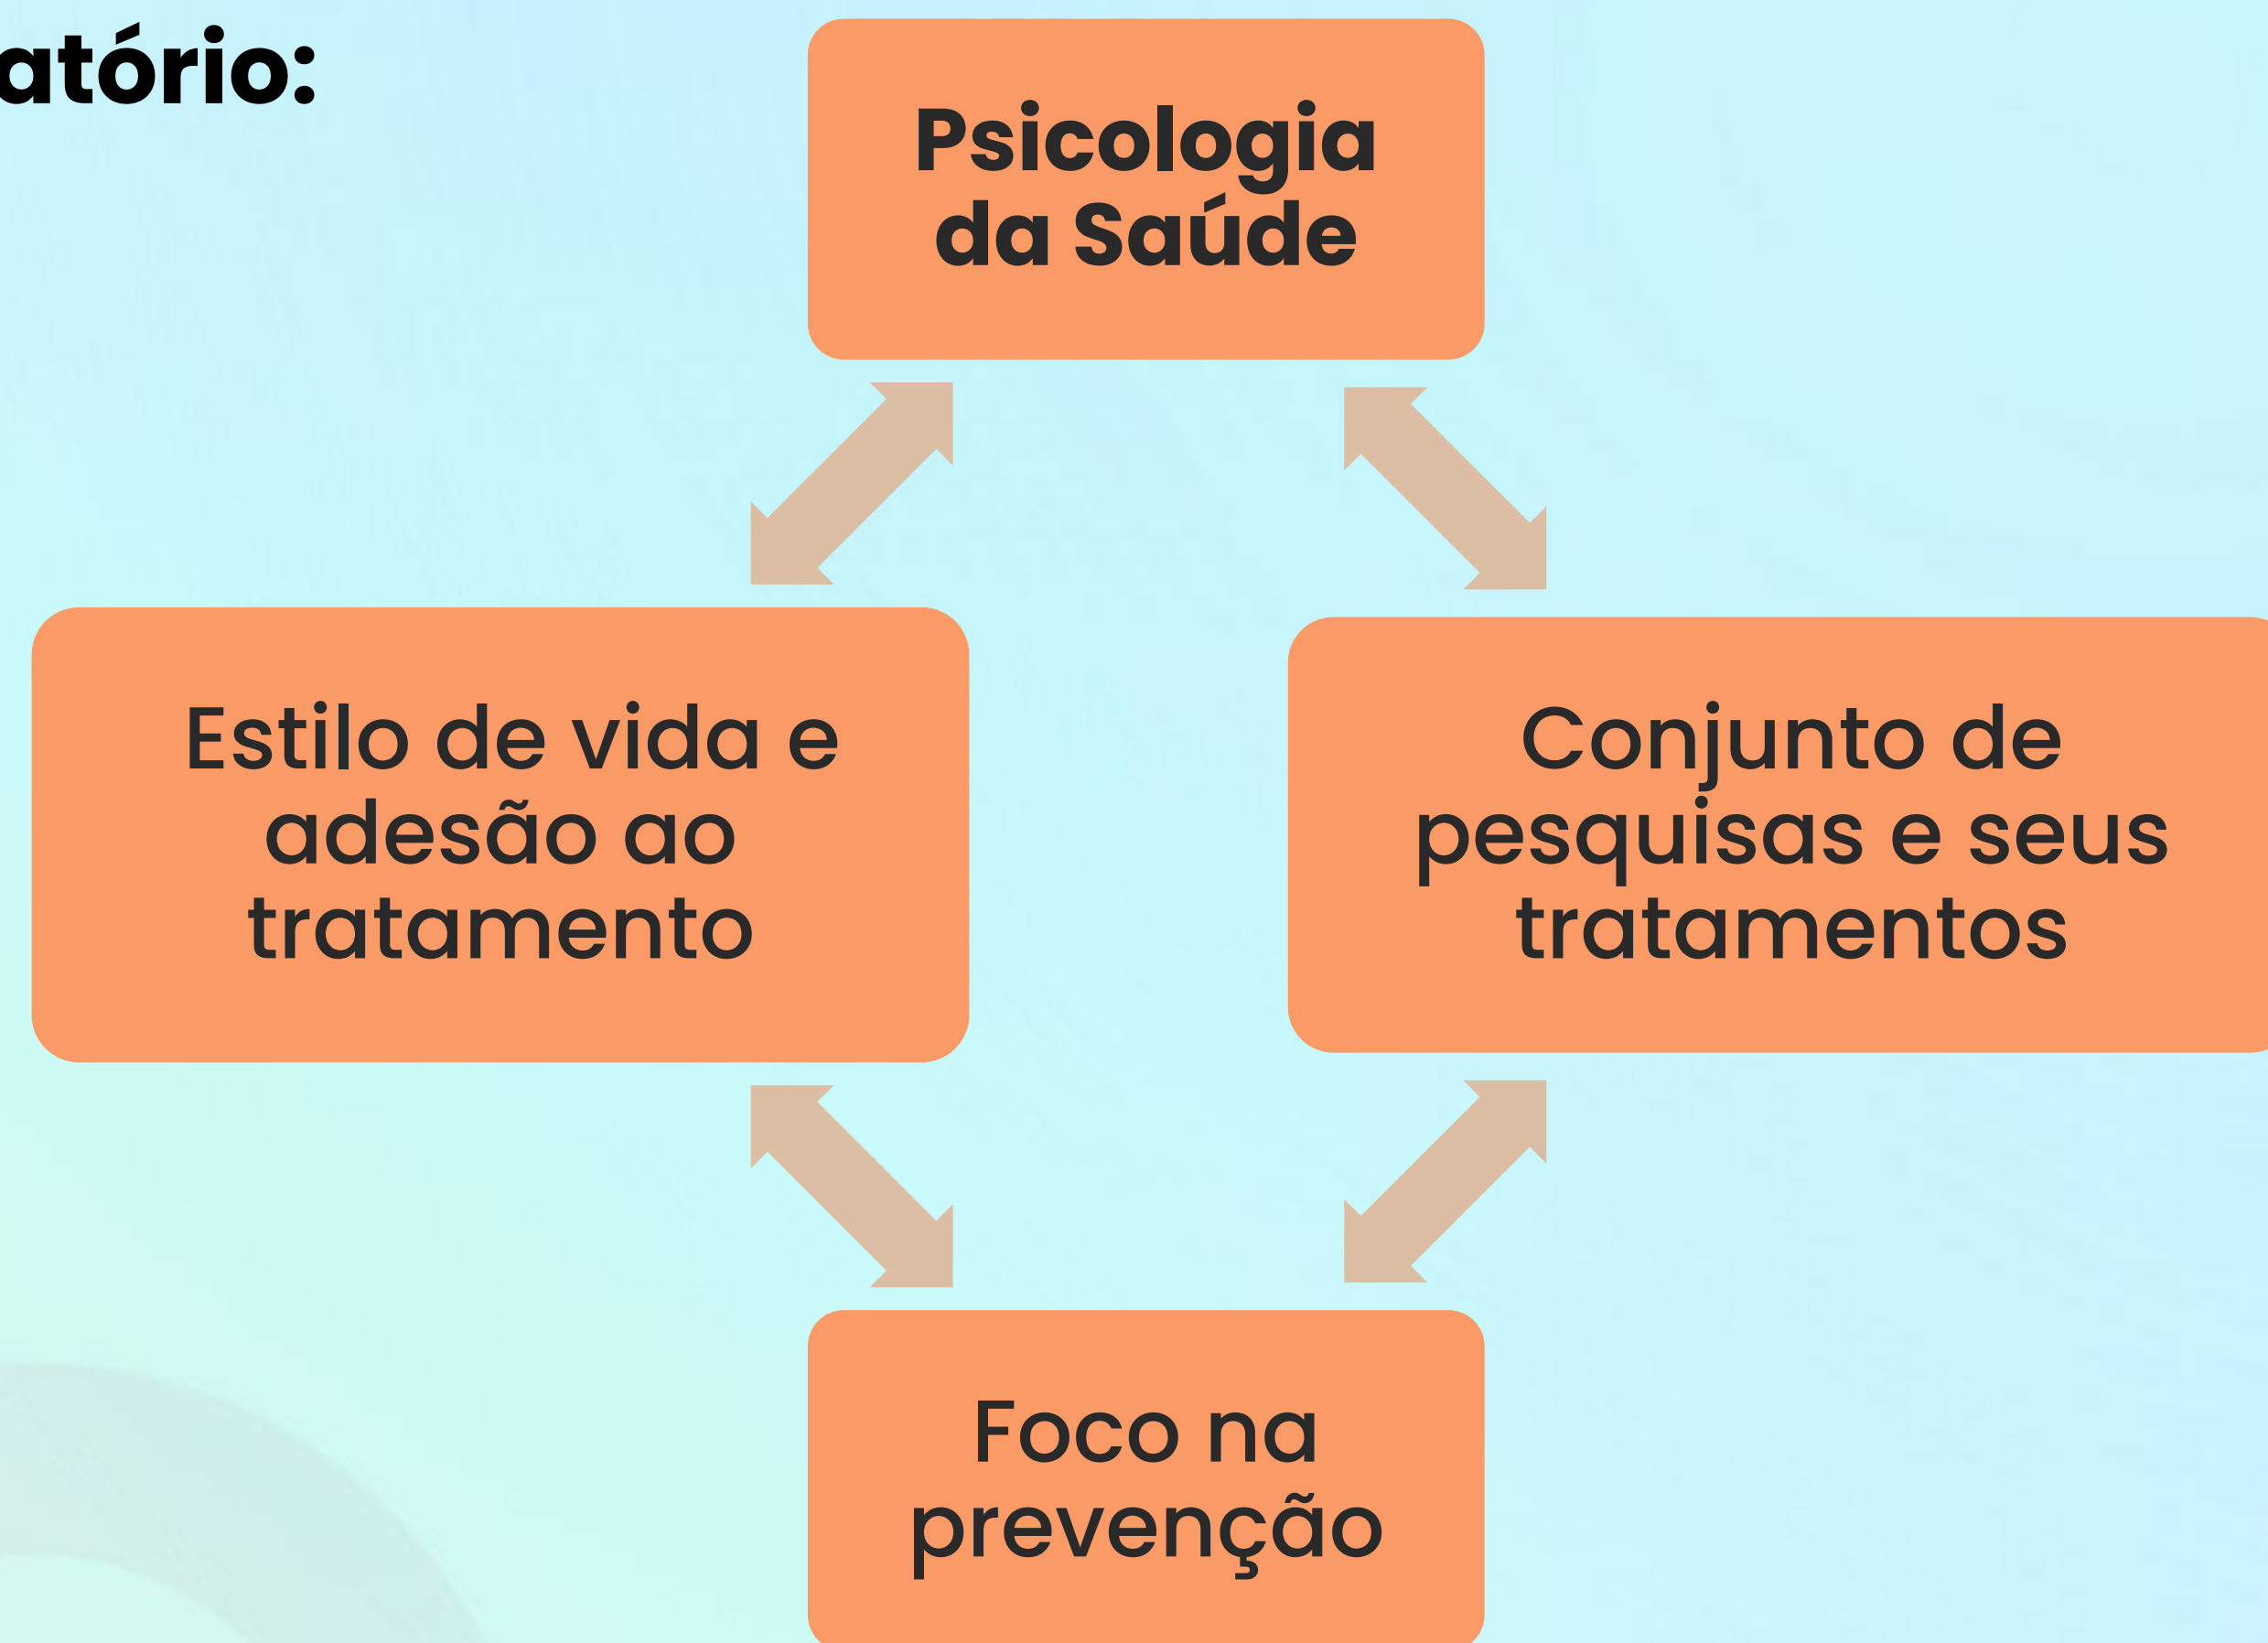 atório:
Psicologia
da Saúde
Estilo de vida e
adesão ao
tratamento
Conjunto de
pesquisas e seus
tratamentos
Foco na
prevenção